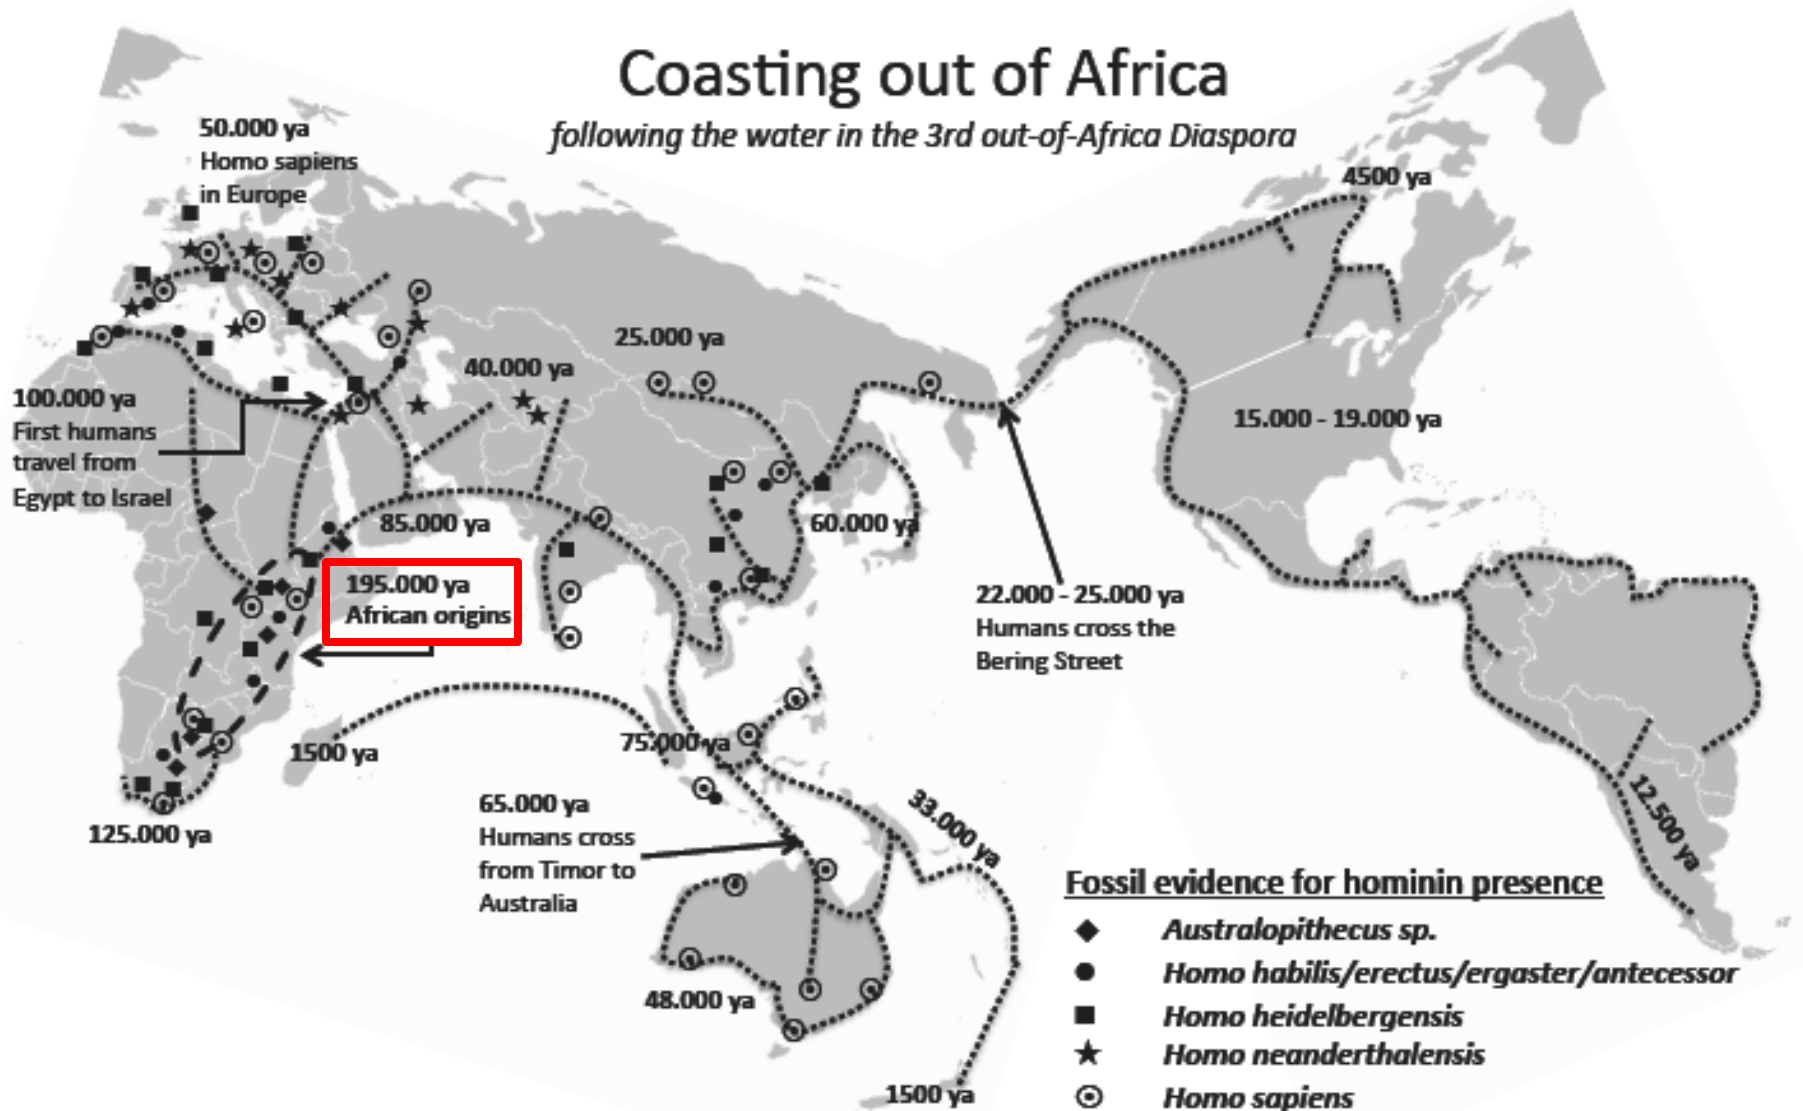 Coasting out of Africa
following the water in the 3rd out-of-Africa Diaspora
50.000 ya
Homo sapiens
in Europe
4500 ya
25.000 ya
40.000 ya
100.000 ya
First humans
travel from
Egypt to Israel
15.000 - 19.000 ya
85.000 ya
60.000 ya
195.000 ya
African origins
22.000 - 25.000 ya
Humans cross the
Bering Street
1500 ya
75.000 ya
65.000 ya
Humans cross
from Timor to
Australia
33.000 ya
12.500 ya
125.000 ya
48.000 ya
1500 ya
Fossil evidence for hominin presence
Australopithecus sp.
Homo habilis/erectus/ergaster/antecessor
Homo heidelbergensis
Homo neanderthalensis
Homo sapiens